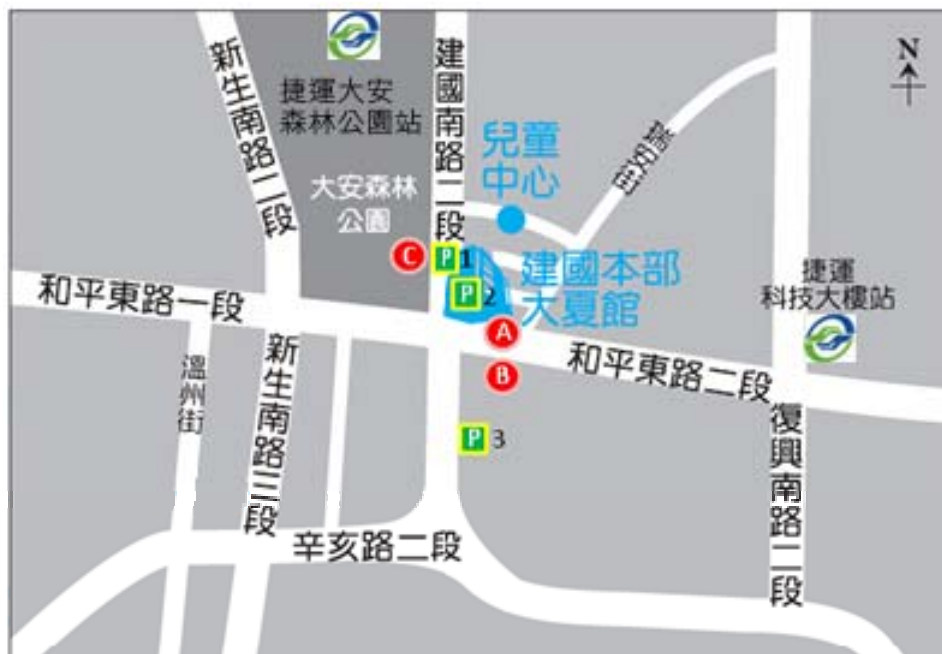 新生南路二段
捷運大安
森林公園站
大安森林
公園
建國南路二段
兒童
中心
瑞安街
N
C
P 1
P 2
建國本部
大夏館
A
B
捷運
科技大樓站
和平東路一段
和平東路二段
溫州街
新生南路三段
P 3
復興南路二段
辛亥路二段